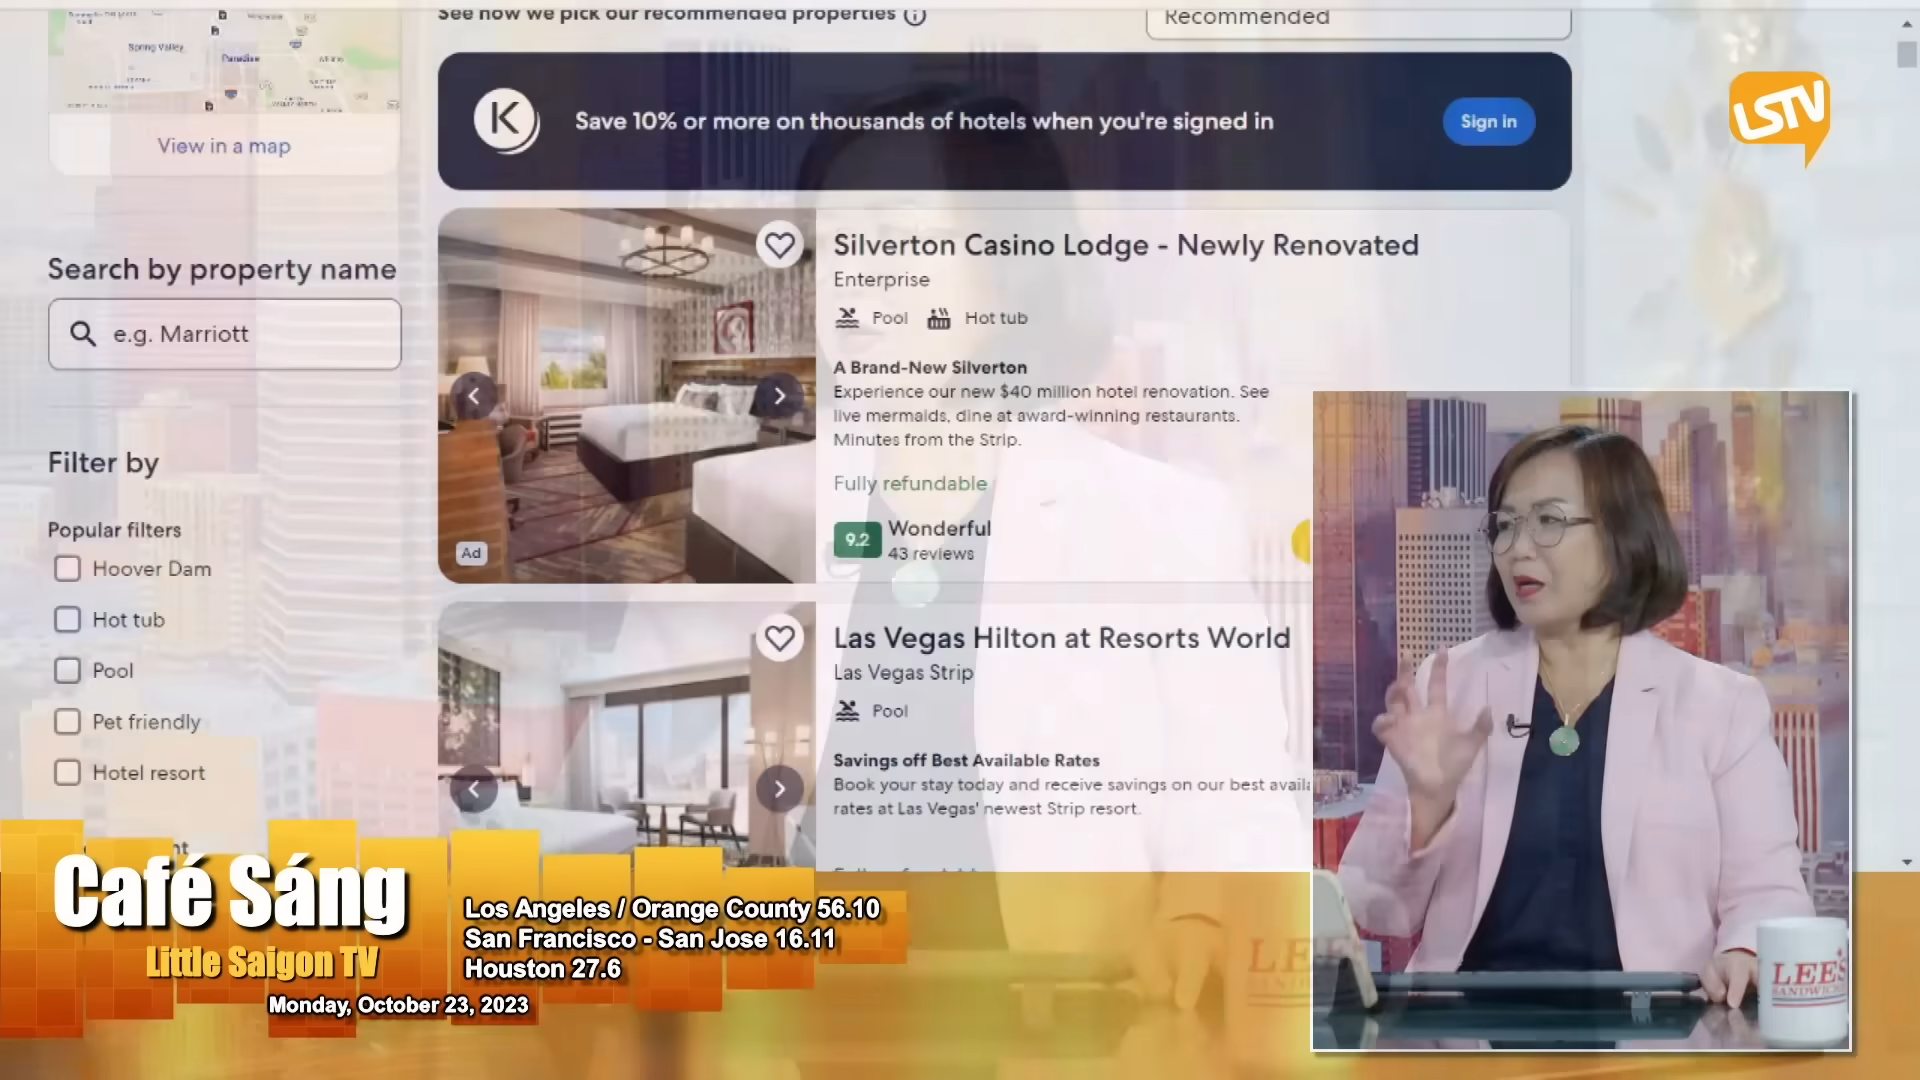 See how we pick our recommended properties
Recommended
Spring Valley
Paradise
View in a map
K
Save 10% or more on thousands of hotels when you're signed in
Sign in
LSTV
Search by property name
e.g. Marriott
Filter by
Popular filters
Hoover Dam
Hot tub
Pool
Pet friendly
Hotel resort
Ad
Silverton Casino Lodge - Newly Renovated
Enterprise
Pool
Hot tub
A Brand-New Silverton
Experience our new $40 million hotel renovation. See
live mermaids, dine at award-winning restaurants.
Minutes from the Strip.
Fully refundable
9.2
Wonderful
43 reviews
Las Vegas Hilton at Resorts World
Las Vegas Strip
Pool
Savings off Best Available Rates
Book your stay today and receive savings on our best
rates at Las Vegas' newest Strip resort.
Café Sáng
Little Saigon TV
Monday, October 23, 2023
Los Angeles / Orange County 56.10
San Francisco - San Jose 16.11
Houston 27.6
LEE'S